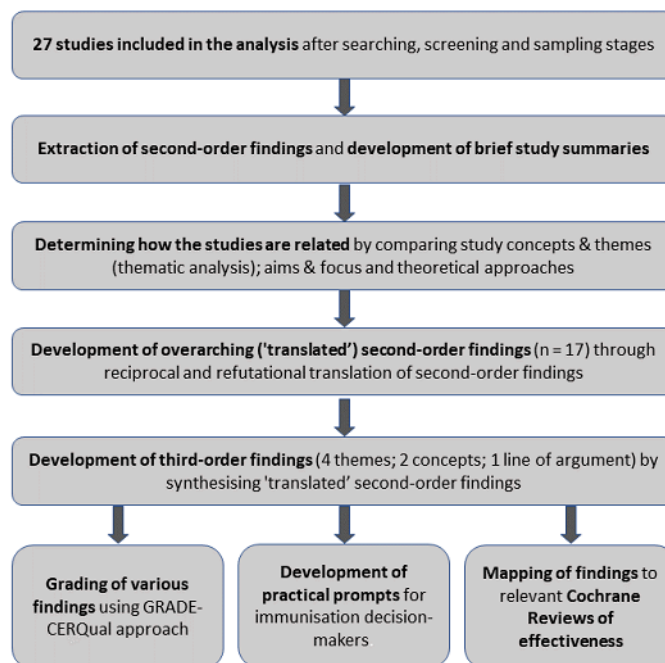 27 studies included in the analysis after searching, screening and sampling stages
Extraction of second-order findings and development of brief study summaries
Determining how the studies are related by comparing study concepts & themes
(thematic analysis); aims & focus and theoretical approaches
Development of overarching ('translated') second-order findings (n = 17) through
reciprocal and refutational translation of second-order findings
Development of third-order findings (4 themes; 2 concepts; 1 line of argument) by
synthesising 'translated' second-order findings
Grading of various
findings using GRADE-
CERQual approach
Development of
practical prompts for
immunisation decision-
makers.
Mapping of findings to
relevant Cochrane
Reviews of
effectiveness